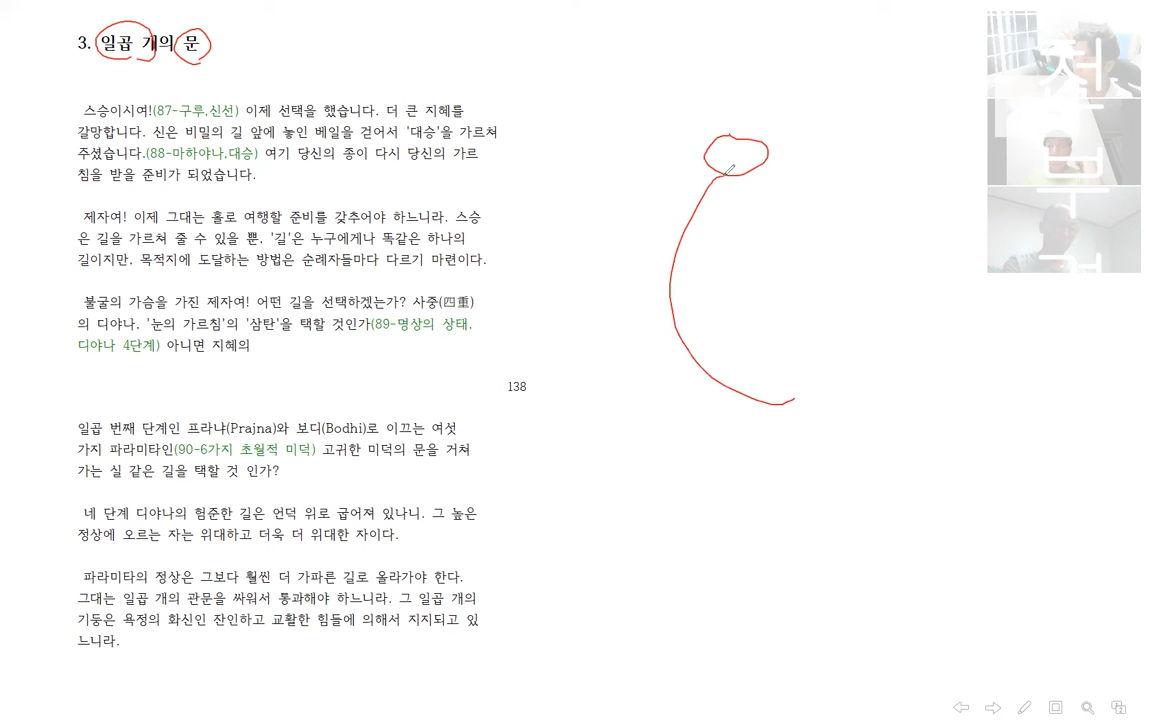 3. 일곱 개의 문
스승이시여!(87-구루,신선) 이제 선택을 했습니다. 더 큰 지혜를
갈망합니다. 신은 비밀의 길 앞에 놓인 베일을 걷어서 '대승'을 가르쳐
주셨습니다.(88-마하야나,대승) 여기 당신의 종이 다시 당신의 가르
침을 받을 준비가 되었습니다.
제자여! 이제 그대는 홀로 여행할 준비를 갖추어야 하느니라. 스승
은 길을 가르쳐 줄 수 있을 뿐, '길'은 누구에게나 똑같은 하나의
길이지만, 목적지에 도달하는 방법은 순례자들마다 다르기 마련이다.
불굴의 가슴을 가진 제자여! 어떤 길을 선택하겠는가? 사중(四重)
의 디야나, '눈의 가르침'의 '삼탄'을 택할 것인가(89-명상의 상태,
디야나 4단계) 아니면 지혜의
138
일곱 번째 단계인 프라냐(Prajna)와 보디(Bodhi)로 이끄는 여섯
가지 파라미타인(90-6가지 초월적 미덕) 고귀한 미덕의 문을 거쳐
가는 실 같은 길을 택할 것 인가?
네 단계 디야나의 험준한 길은 언덕 위로 굽어져 있나니. 그 높은
정상에 오르는 자는 위대하고 더욱 더 위대한 자이다.
파라미타의 정상은 그보다 훨씬 더 가파른 길로 올라가야 한다.
그대는 일곱 개의 관문을 싸워서 통과해야 하느니라. 그 일곱 개의
기둥은 욕정의 화신인 잔인하고 교활한 힘들에 의해서 지지되고 있
느니라.